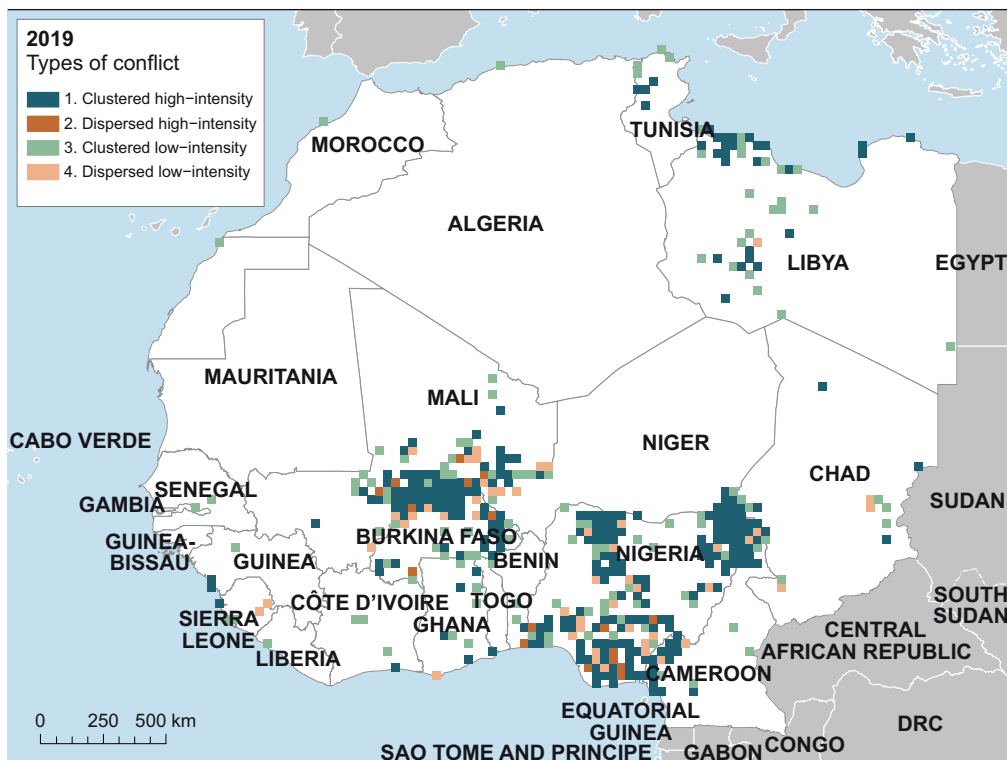 2019
Types of conflict
1. Clustered high−intensity
2. Dispersed high−intensity
3. Clustered low−intensity
4. Dispersed low−intensity
TUNISIA
MOROCCO
ALGERIA
LIBYA
EGYPT
MAURITANIA
MALI
CABO VERDE
NIGER
CHAD
SENEGAL
GAMBIA
SUDAN
GUINEA-
BISSAU
BURKINA FASO
GUINEA
BENIN
NIGERIA
CÔTE D'IVOIRE
TOGO
SOUTH
SUDAN
SIERRA
LEONE
GHANA
CENTRAL
AFRICAN REPUBLIC
LIBERIA
CAMEROON
EQUATORIAL
GUINEA
DRC
SAO TOME AND PRINCIPE
GABON
CONGO
0 250 500 km